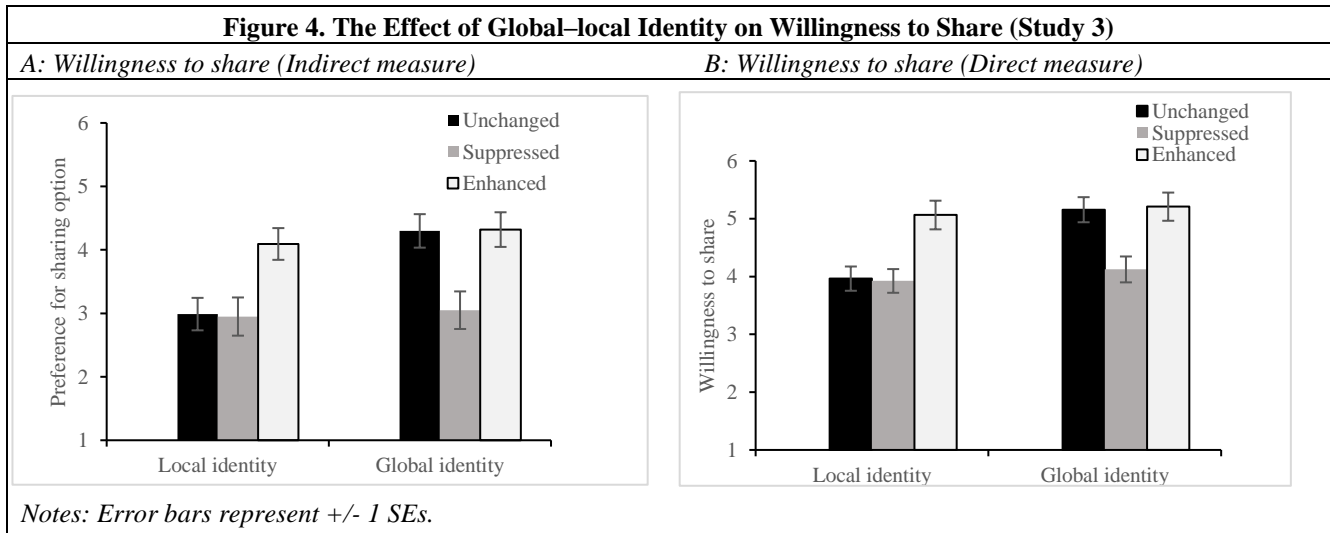 Figure 4. The Effect of Global–local Identity on Willingness to Share (Study 3)
A: Willingness to share (Indirect measure)
B: Willingness to share (Direct measure)
Unchanged
Suppressed
Enhanced
6
5
4
3
2
1
Preference for sharing option
Local identity
Global identity
Unchanged
Suppressed
Enhanced
6
5
4
3
2
1
Willingness to share
Local identity
Global identity
Notes: Error bars represent +/- 1 SEs.